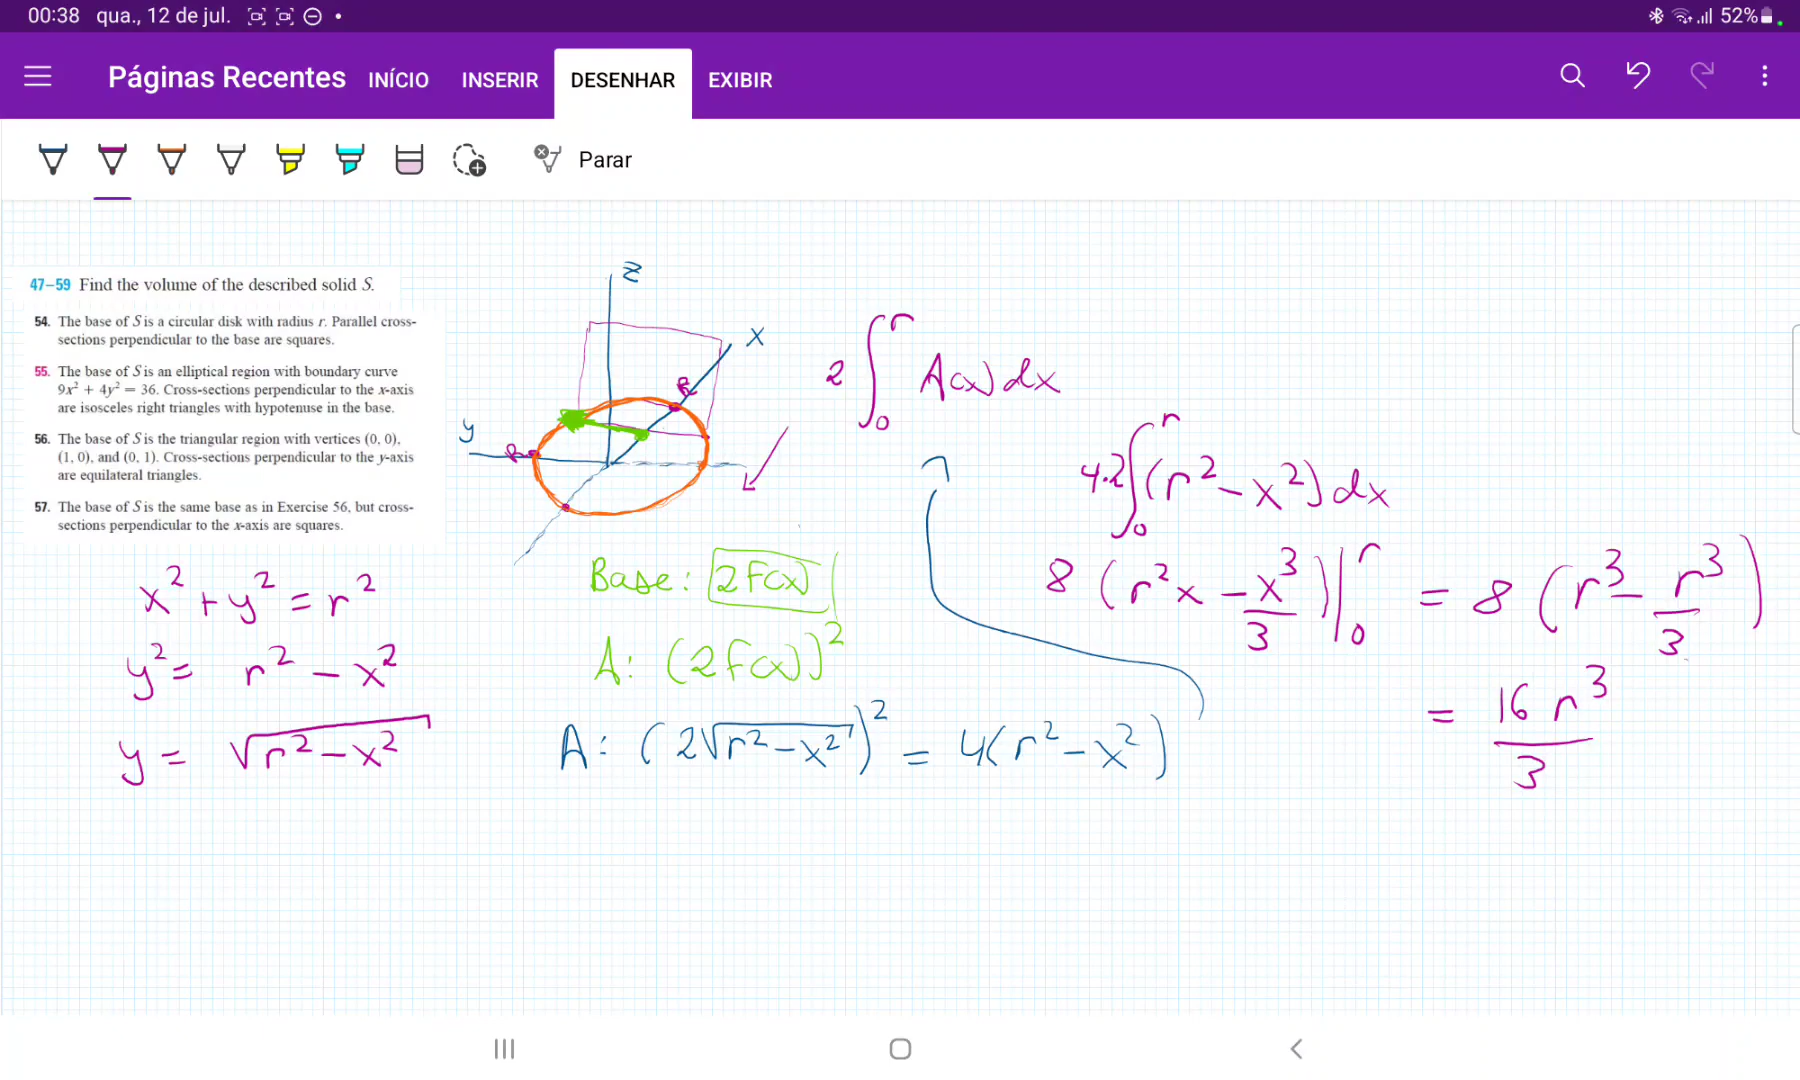 00:38 qua., 12 de jul.
52%
Páginas Recentes INÍCIO INSERIR DESENHAR EXIBIR
Parar
47–59 Find the volume of the described solid S.
54. The base of S is a circular disk with radius r. Parallel cross-
sections perpendicular to the base are squares.
55. The base of S is an elliptical region with boundary curve
9x² + 4y² = 36. Cross-sections perpendicular to the x-axis
are isosceles right triangles with hypotenuse in the base.
56. The base of S is the triangular region with vertices (0, 0),
(1, 0), and (0, 1). Cross-sections perpendicular to the y-axis
are equilateral triangles.
57. The base of S is the same base as in Exercise 56, but cross-
sections perpendicular to the x-axis are squares.
x² + y² = r²
y² = r² - x²
y = √(r² - x²)
z
x
R
y
R
Base: 2F(x)
A: (2F(x))²
A: (2√(r² - x²))² = 4(r² - x²)
2 ∫₀ʳ A(x) dx
4·2 ∫₀ʳ (r² - x²) dx
8 (r²x - x³/3) |₀ʳ = 8 (r³ - r³/3)
= 16 r³/3